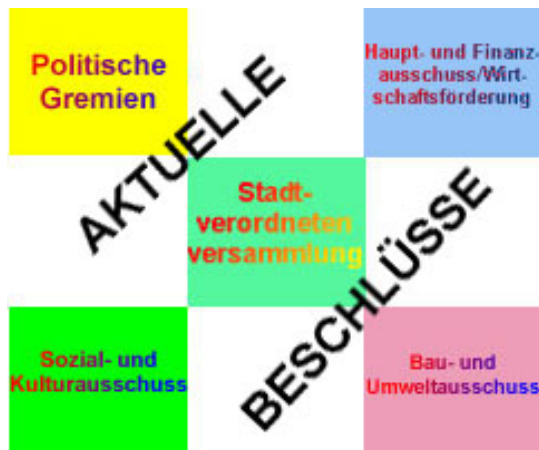 Politische
Gremien
Haupt- und Finanz-
ausschuss/Wirt-
schaftsförderung
AKTUELLE
Stadt-
verordneten
versammlung
BESCHLÜSSE
Sozial- und
Kulturausschuss
Bau- und
Umweltausschuss